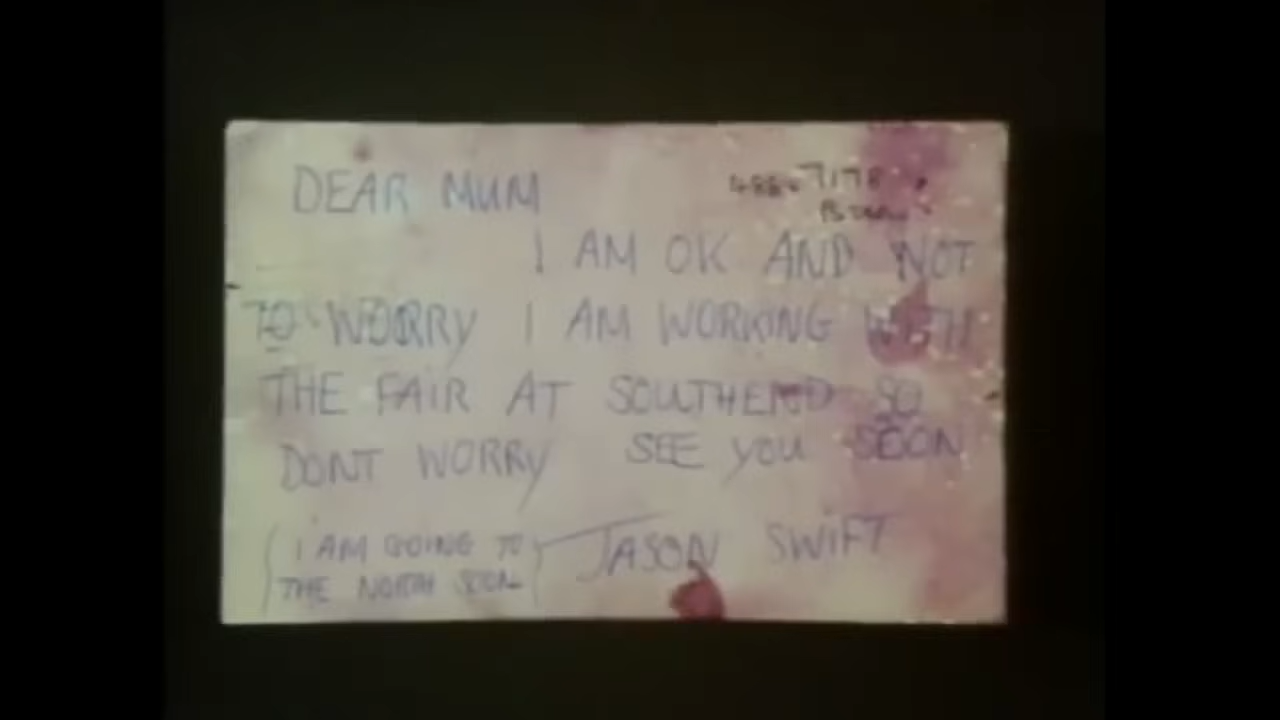 DEAR MUM
I AM OK AND NOT
TO WORRY I AM WORKING WITH
THE FAIR AT SOUTHEND SO
DONT WORRY SEE YOU SOON
(I AM GOING TO
THE NORTH SOON)
JASON SWIFT